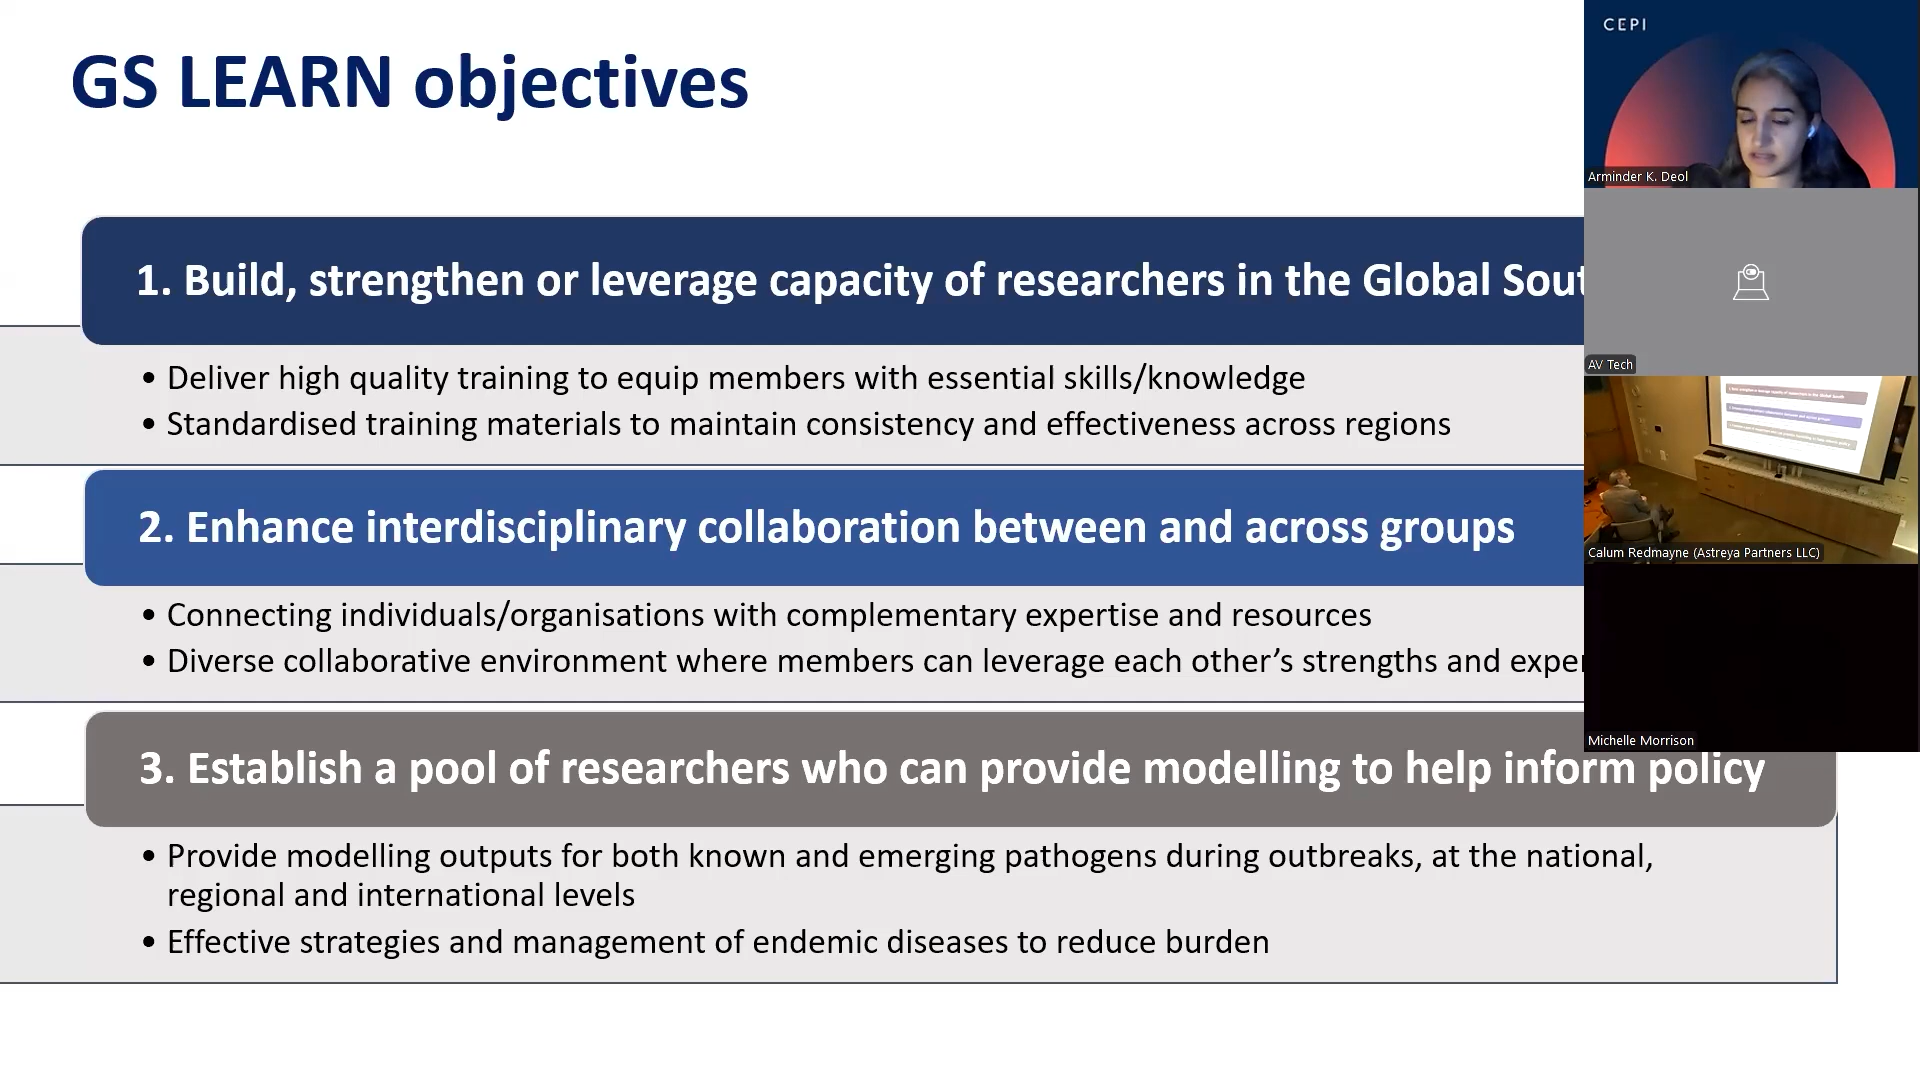 GS LEARN objectives
CEPI
Arminder K. Deol
1. Build, strengthen or leverage capacity of researchers in the Global Sout
• Deliver high quality training to equip members with essential skills/knowledge
• Standardised training materials to maintain consistency and effectiveness across regions
AV Tech
2. Enhance interdisciplinary collaboration between and across groups
Calum Redmayne (Astreya Partners LLC)
• Connecting individuals/organisations with complementary expertise and resources
• Diverse collaborative environment where members can leverage each other’s strengths and exper
Michelle Morrison
3. Establish a pool of researchers who can provide modelling to help inform policy
• Provide modelling outputs for both known and emerging pathogens during outbreaks, at the national,
regional and international levels
• Effective strategies and management of endemic diseases to reduce burden